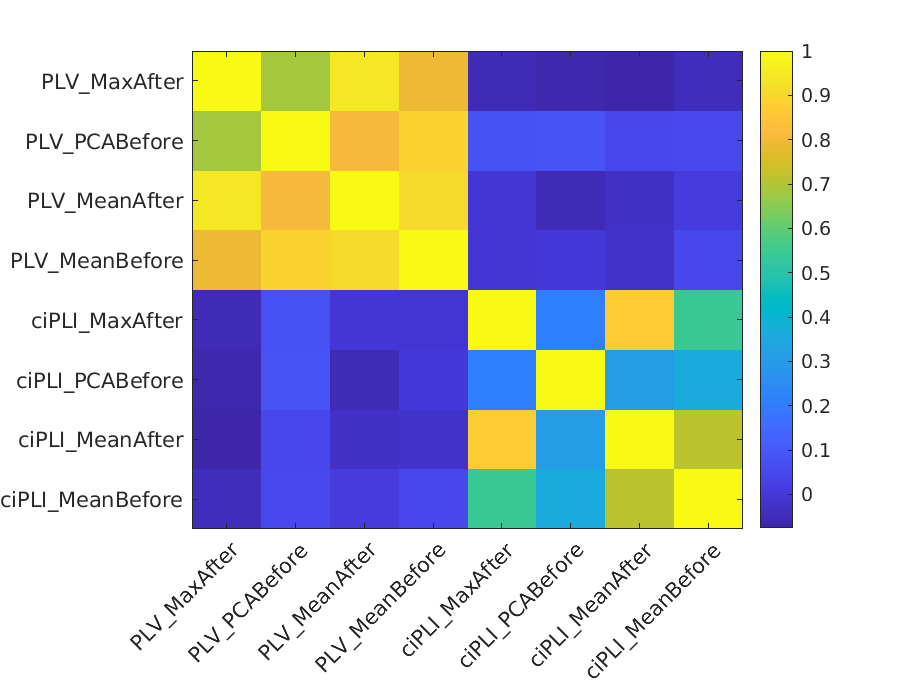 PLV_MaxAfter
PLV_PCABefore
PLV_MeanAfter
PLV_MeanBefore
ciPLI_MaxAfter
ciPLI_PCABefore
ciPLI_MeanAfter
ciPLI_MeanBefore
PLV_MaxAfter
PLV_PCABefore
PLV_MeanAfter
PLV_MeanBefore
ciPLI_MaxAfter
ciPLI_PCABefore
ciPLI_MeanAfter
ciPLI_MeanBefore
1
0.9
0.8
0.7
0.6
0.5
0.4
0.3
0.2
0.1
0